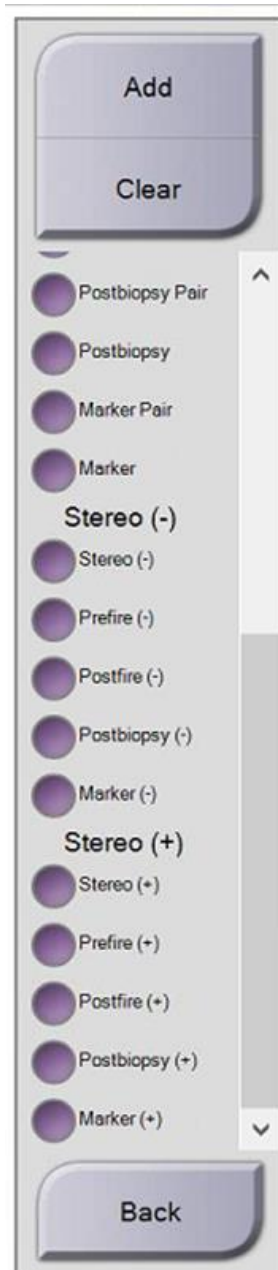 Add
Clear
Postbiopsy Pair
Postbiopsy
Marker Pair
Marker
Stereo (-)
Stereo (-)
Prefire (-)
Postfire (-)
Postbiopsy (-)
Marker (-)
Stereo (+)
Stereo (+)
Prefire (+)
Postfire (+)
Postbiopsy (+)
Marker (+)
Back